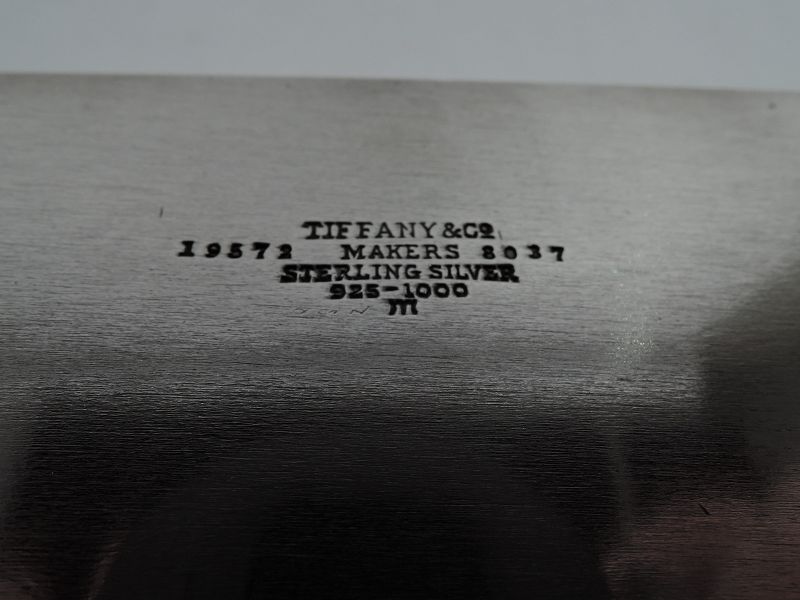 TIFFANY & Co
19572 MAKERS 8037
STERLING SILVER
925-1000
m